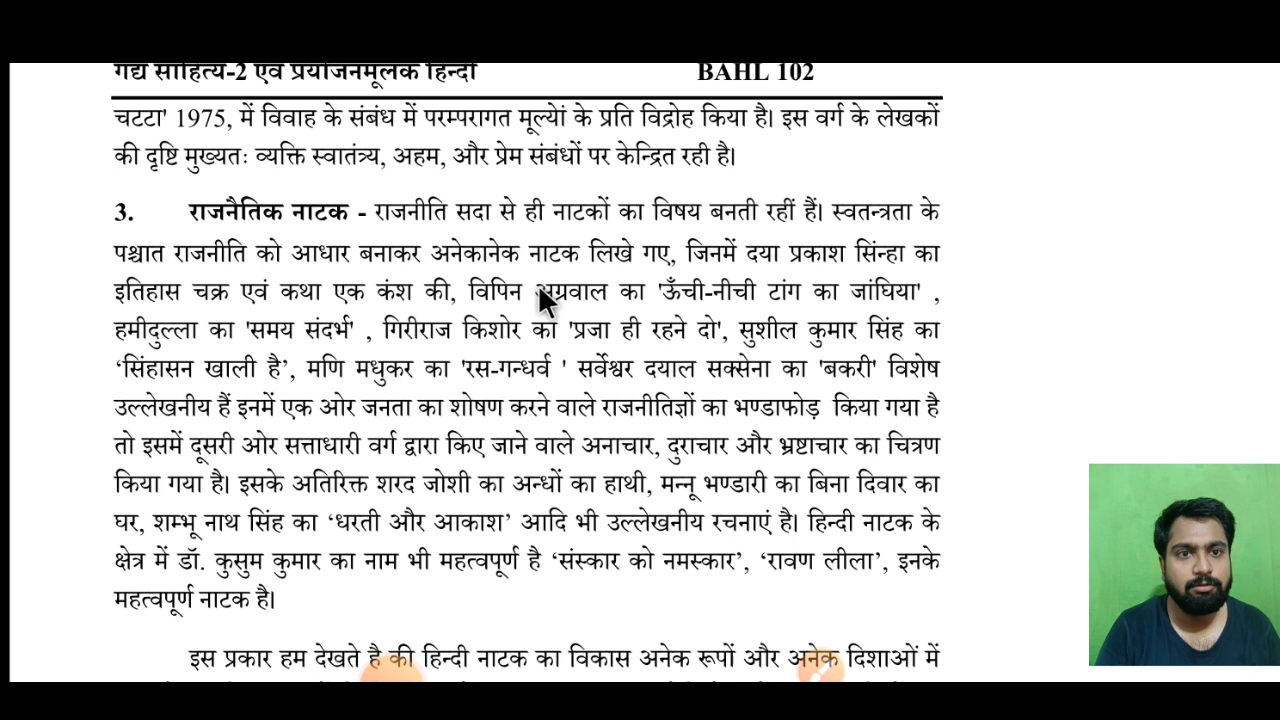 गद्य साहित्य-2 एवं प्रयोजनमूलक हिन्दी BAHL 102
चटटा' 1975, में विवाह के संबंध में परम्परागत मूल्येां के प्रति विद्रोह किया है। इस वर्ग के लेखकों
की दृष्टि मुख्यतः व्यक्ति स्वातंत्र्य, अहम, और प्रेम संबंधों पर केन्द्रित रही है।
3. राजनैतिक नाटक - राजनीति सदा से ही नाटकों का विषय बनती रहीं हैं। स्वतन्त्रता के
पश्चात राजनीति को आधार बनाकर अनेकानेक नाटक लिखे गए, जिनमें दया प्रकाश सिंन्हा का
इतिहास चक्र एवं कथा एक कंश की, विपिन अग्रवाल का 'ऊँची-नीची टांग का जांघिया' ,
हमीदुल्ला का 'समय संदर्भ' , गिरीराज किशोर का 'प्रजा ही रहने दो', सुशील कुमार सिंह का
‘सिंहासन खाली है’, मणि मधुकर का 'रस-गन्धर्व ' सर्वेश्वर दयाल सक्सेना का 'बकरी' विशेष
उल्लेखनीय हैं इनमें एक ओर जनता का शोषण करने वाले राजनीतिज्ञों का भण्डाफोड़ किया गया है
तो इसमें दूसरी ओर सत्ताधारी वर्ग द्वारा किए जाने वाले अनाचार, दुराचार और भ्रष्टाचार का चित्रण
किया गया है। इसके अतिरिक्त शरद जोशी का अन्धों का हाथी, मन्नू भण्डारी का बिना दिवार का
घर, शम्भू नाथ सिंह का ‘धरती और आकाश’ आदि भी उल्लेखनीय रचनाएं है। हिन्दी नाटक के
क्षेत्र में डॉ. कुसुम कुमार का नाम भी महत्वपूर्ण है ‘संस्कार को नमस्कार’, ‘रावण लीला’, इनके
महत्वपूर्ण नाटक है।
इस प्रकार हम देखते है की हिन्दी नाटक का विकास अनेक रूपों और अनेक दिशाओं में